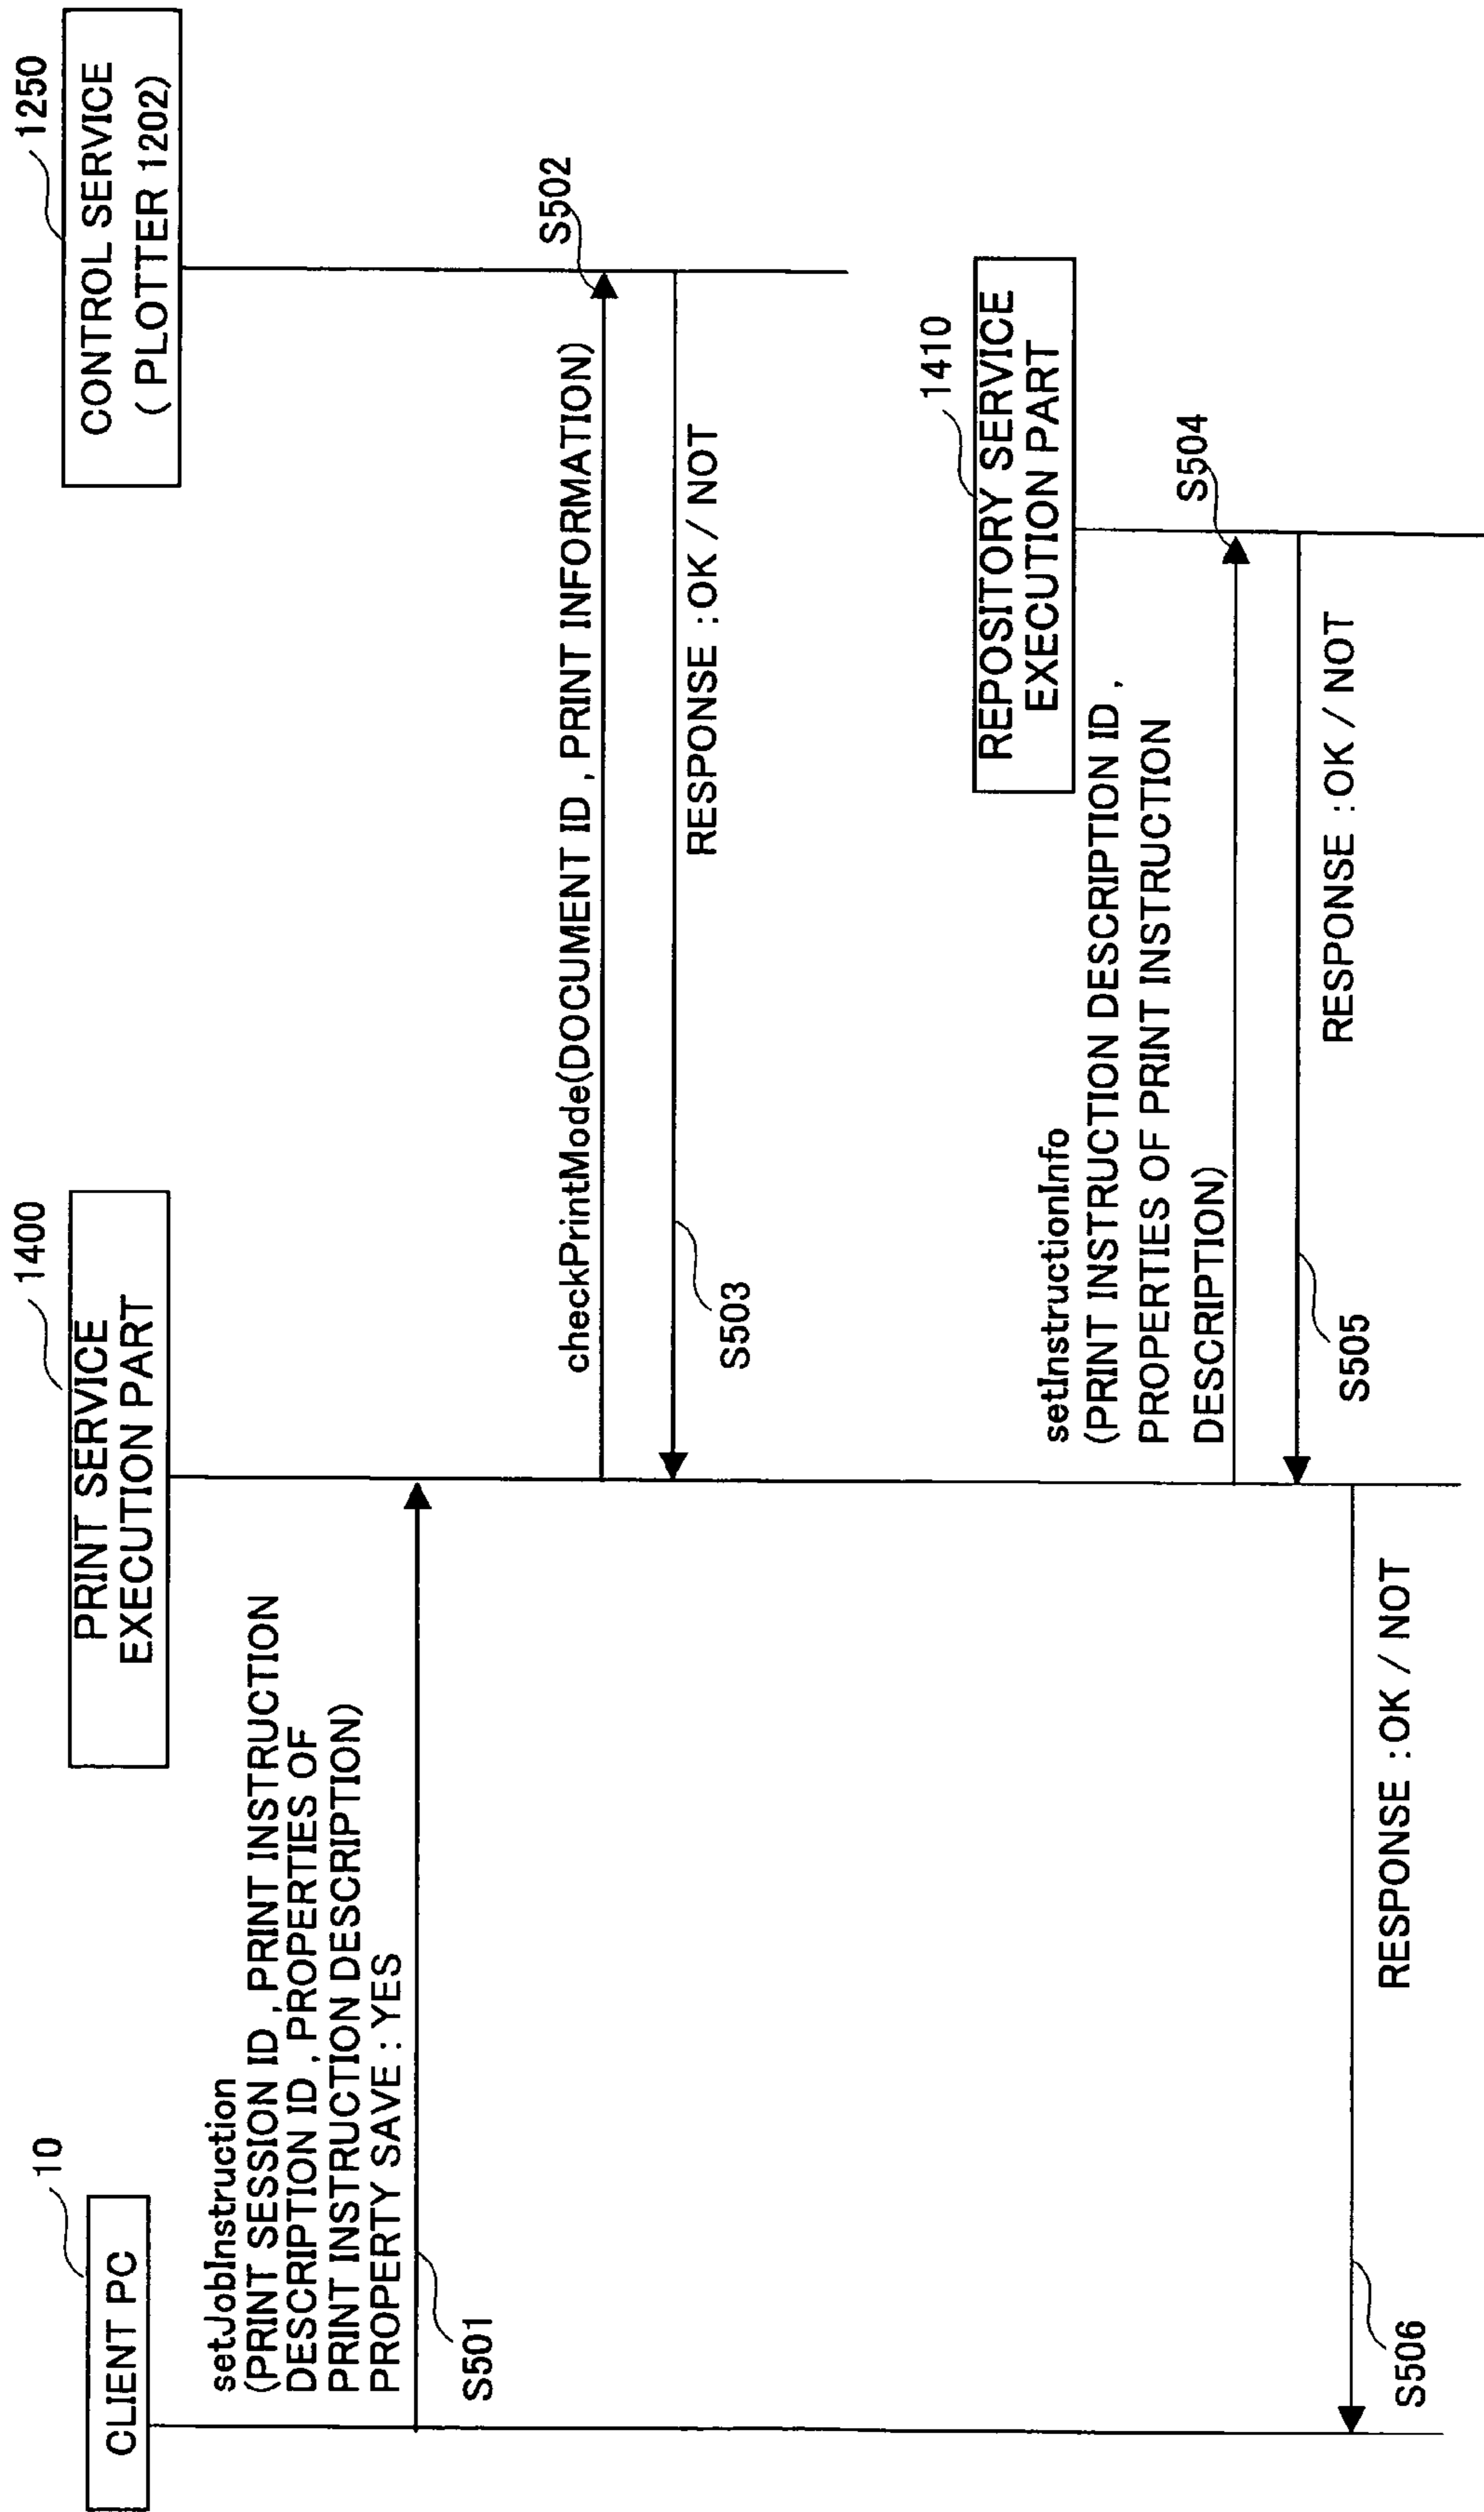 10
CLIENT PC
1400
PRINT SERVICE
EXECUTION PART
1250
CONTROL SERVICE
( PLOTTER 1202)
setJobInstruction
(PRINT SESSION ID , PRINT INSTRUCTION
DESCRIPTION ID , PROPERTIES OF
PRINT INSTRUCTION DESCRIPTION)
PROPERTY SAVE : YES
S501
checkPrintMode(DOCUMENT ID , PRINT INFORMATION)
S502
RESPONSE : OK / NOT
S503
1410
REPOSITORY SERVICE
EXECUTION PART
setInstructionInfo
(PRINT INSTRUCTION DESCRIPTION ID ,
PROPERTIES OF PRINT INSTRUCTION
DESCRIPTION)
S504
RESPONSE : OK / NOT
S505
RESPONSE : OK / NOT
S506